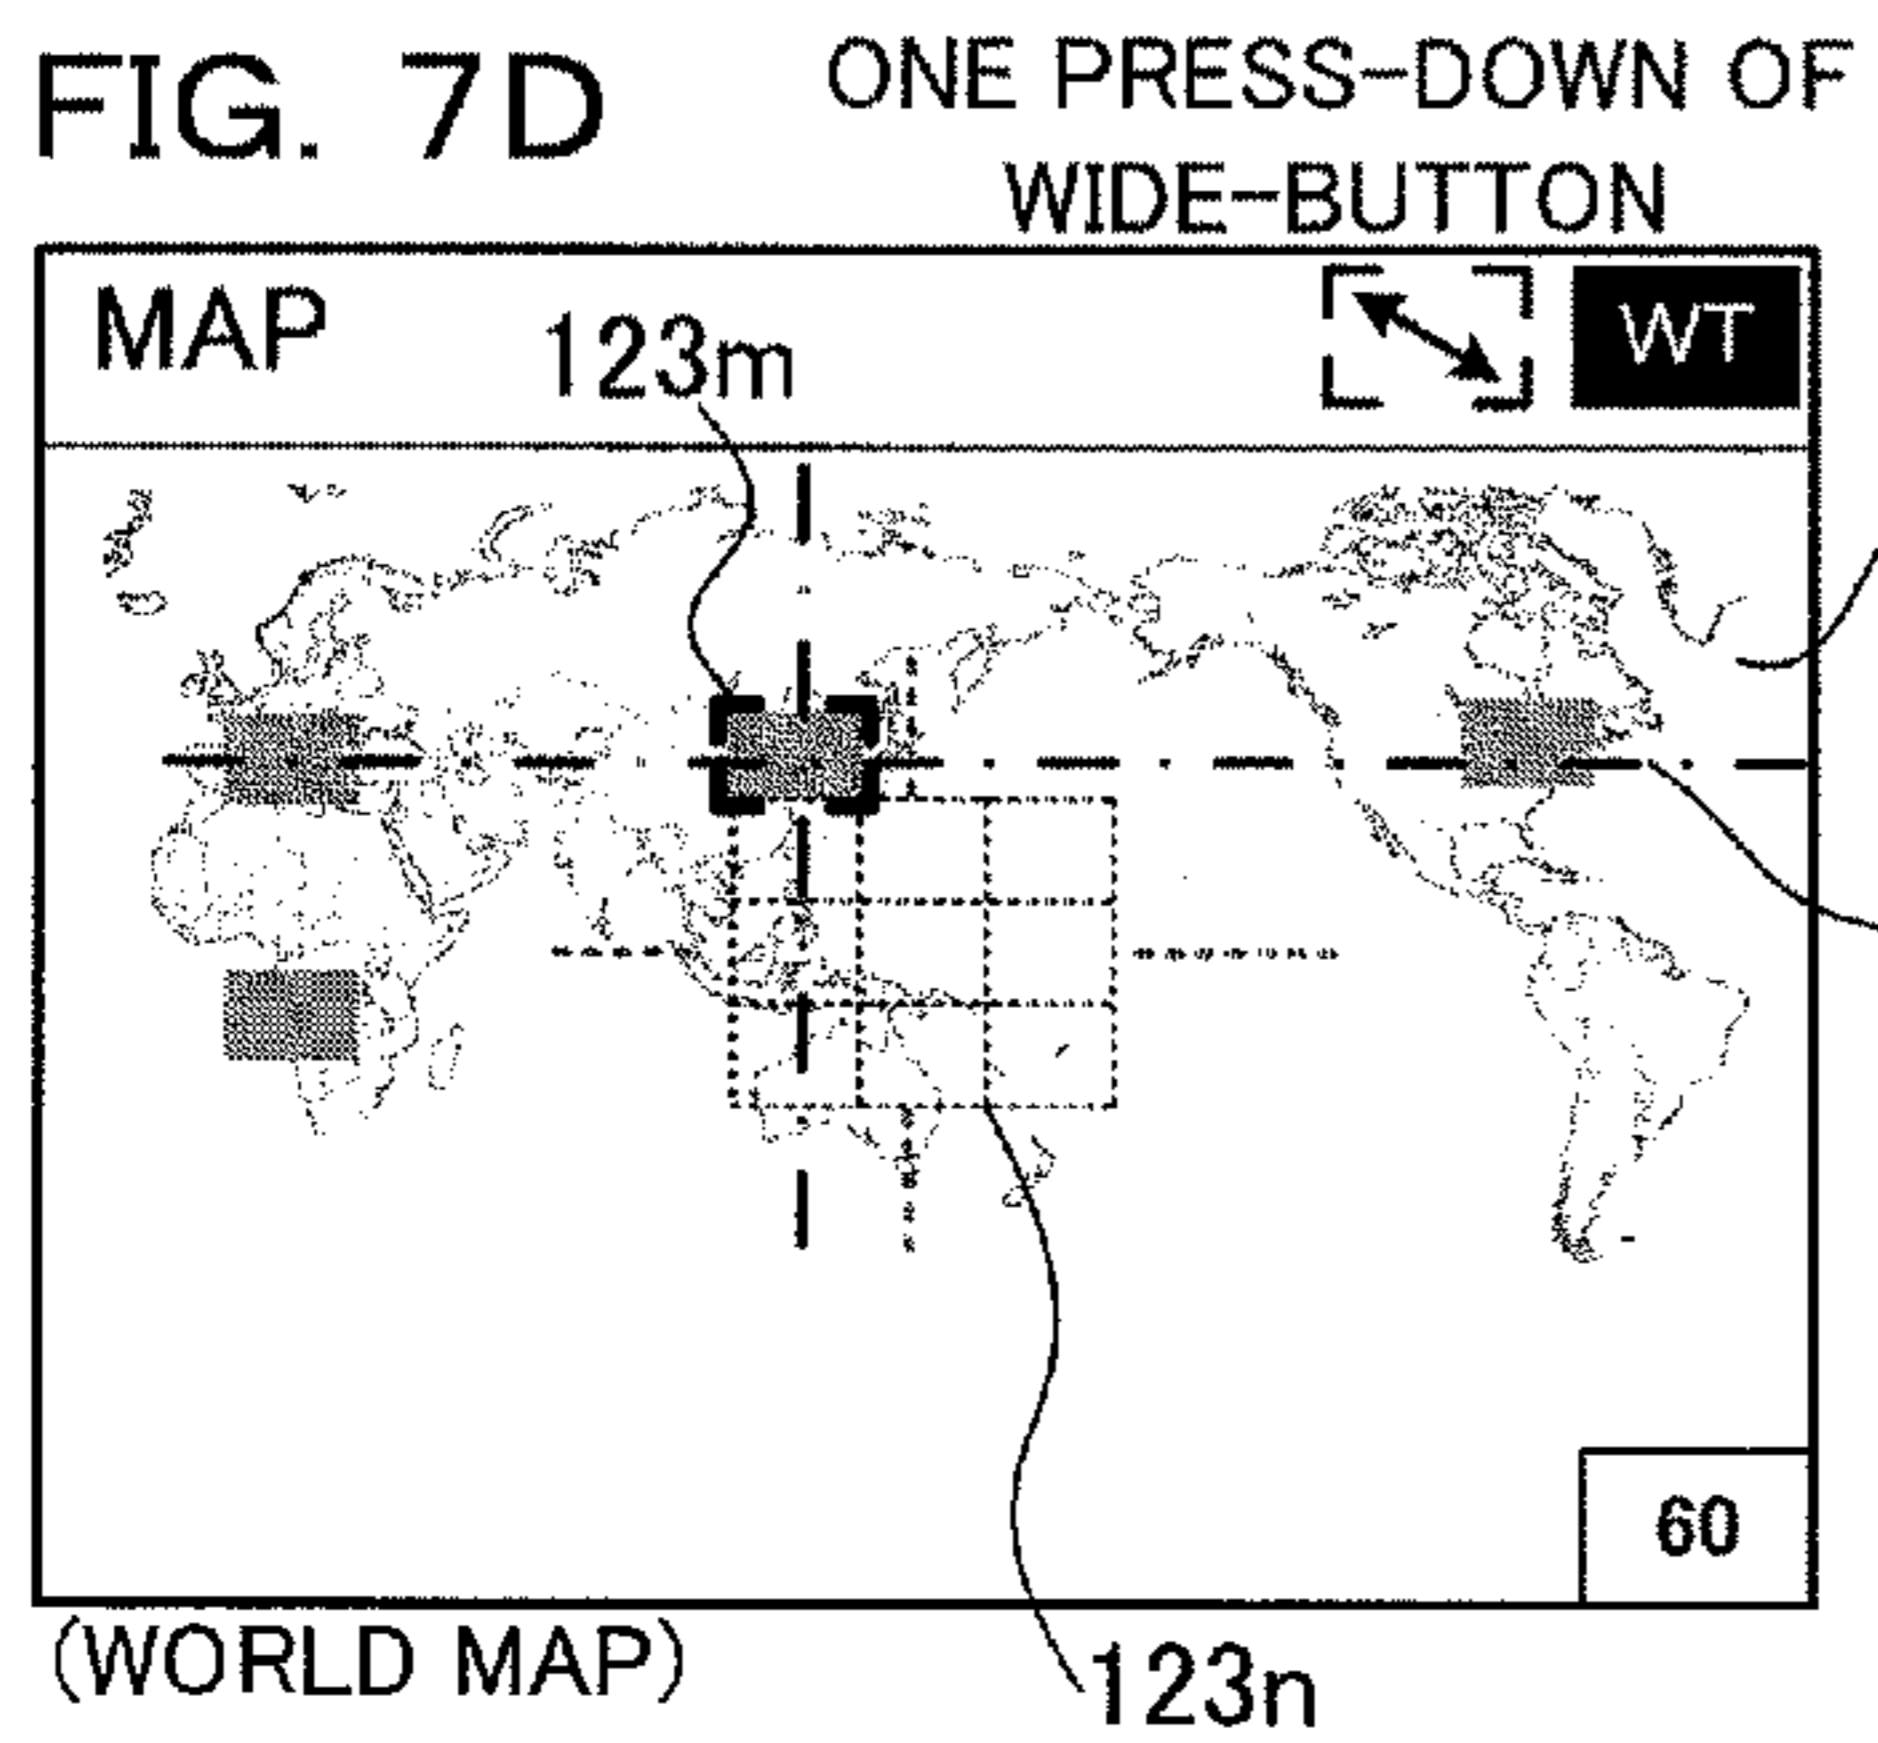 FIG. 7D
ONE PRESS-DOWN OF
WIDE-BUTTON
MAP
123m
WT
60
(WORLD MAP)
123n